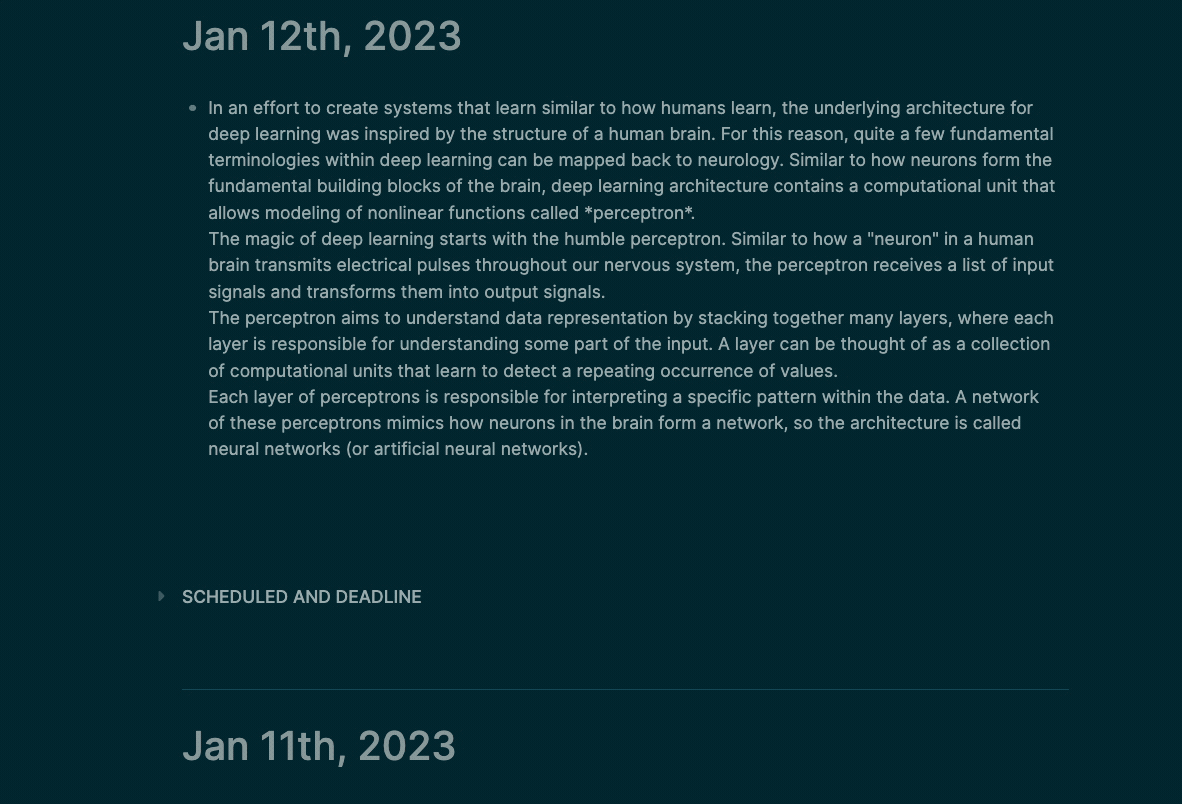 Jan 12th, 2023
In an effort to create systems that learn similar to how humans learn, the underlying architecture for
deep learning was inspired by the structure of a human brain. For this reason, quite a few fundamental
terminologies within deep learning can be mapped back to neurology. Similar to how neurons form the
fundamental building blocks of the brain, deep learning architecture contains a computational unit that
allows modeling of nonlinear functions called *perceptron*.
The magic of deep learning starts with the humble perceptron. Similar to how a "neuron" in a human
brain transmits electrical pulses throughout our nervous system, the perceptron receives a list of input
signals and transforms them into output signals.
The perceptron aims to understand data representation by stacking together many layers, where each
layer is responsible for understanding some part of the input. A layer can be thought of as a collection
of computational units that learn to detect a repeating occurrence of values.
Each layer of perceptrons is responsible for interpreting a specific pattern within the data. A network
of these perceptrons mimics how neurons in the brain form a network, so the architecture is called
neural networks (or artificial neural networks).
SCHEDULED AND DEADLINE
Jan 11th, 2023